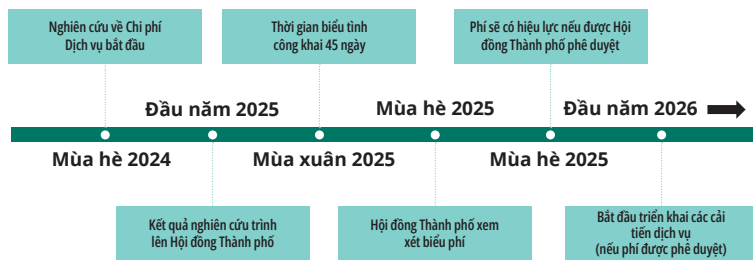 Nghiên cứu về Chi phí
Dịch vụ bắt đầu
Thời gian biểu tình
công khai 45 ngày
Phí sẽ có hiệu lực nếu được Hội
đồng Thành phố phê duyệt
Đầu năm 2025
Mùa hè 2025
Đầu năm 2026
Mùa hè 2024
Mùa xuân 2025
Mùa hè 2025
Kết quả nghiên cứu trình
lên Hội đồng Thành phố
Hội đồng Thành phố xem
xét biểu phí
Bắt đầu triển khai các cải
tiến dịch vụ
(nếu phí được phê duyệt)